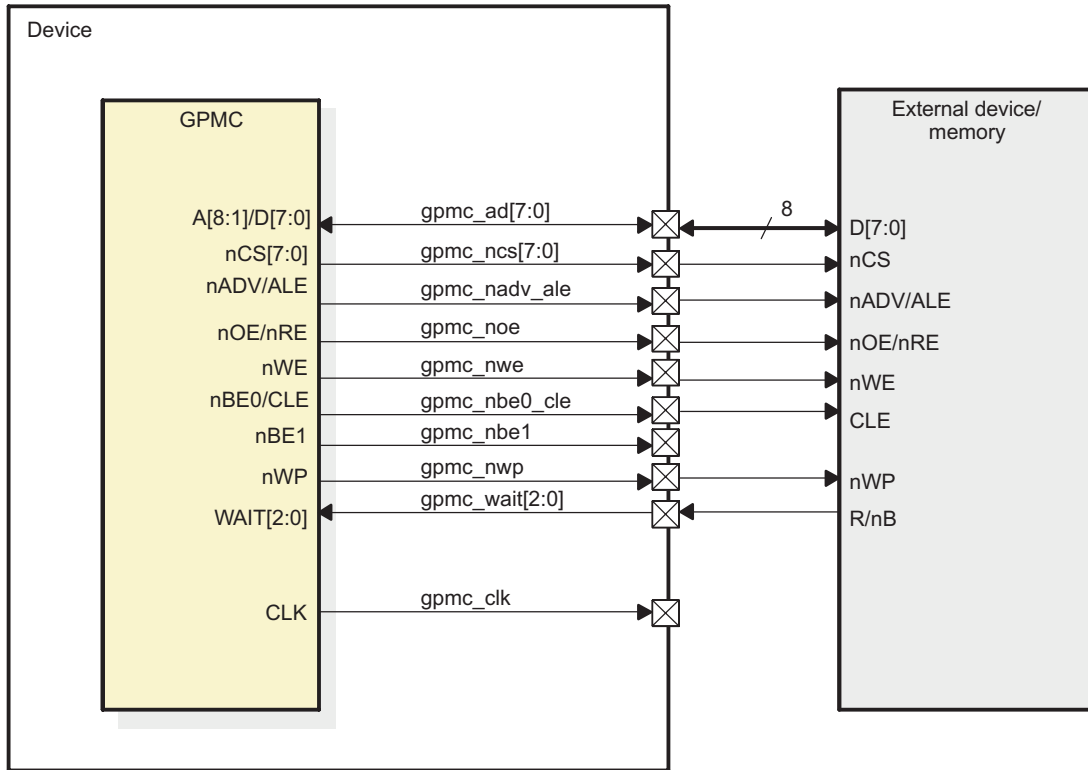 Device
GPMC
External device/
memory
A[8:1]/D[7:0]
gpmc_ad[7:0]
8
D[7:0]
nCS[7:0]
gpmc_ncs[7:0]
nCS
nADV/ALE
gpmc_nadv_ale
nADV/ALE
nOE/nRE
gpmc_noe
nOE/nRE
nWE
gpmc_nwe
nWE
nBE0/CLE
gpmc_nbe0_cle
CLE
nBE1
gpmc_nbe1
nWP
gpmc_nwp
nWP
WAIT[2:0]
gpmc_wait[2:0]
R/nB
CLK
gpmc_clk